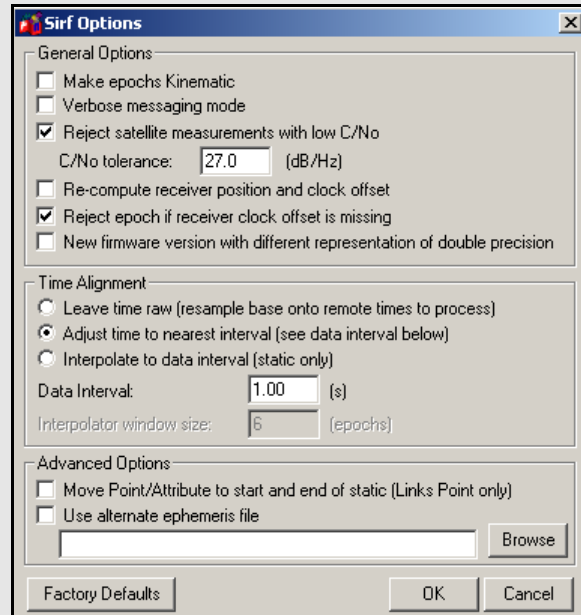 Sirf Options
General Options
Make epochs Kinematic
Verbose messaging mode
Reject satellite measurements with low C/No
C/No tolerance: 27.0 (dB/Hz)
Re-compute receiver position and clock offset
Reject epoch if receiver clock offset is missing
New firmware version with different representation of double precision
Time Alignment
Leave time raw (resample base onto remote times to process)
Adjust time to nearest interval (see data interval below)
Interpolate to data interval (static only)
Data Interval: 1.00 (s)
Interpolator window size: 6 (epochs)
Advanced Options
Move Point/Attribute to start and end of static (Links Point only)
Use alternate ephemeris file
Browse
Factory Defaults OK Cancel